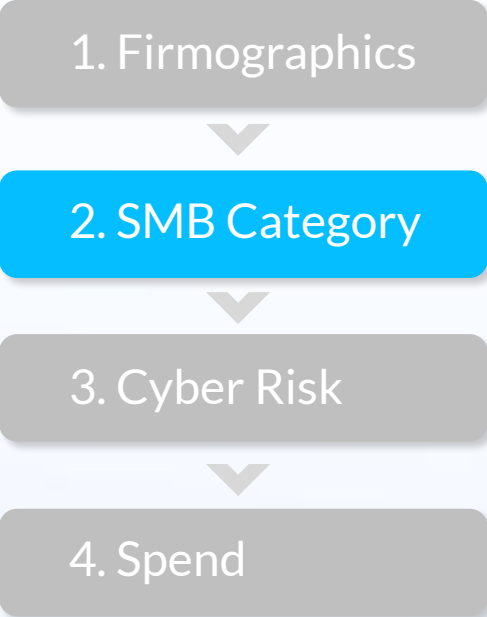 1. Firmographics
2. SMB Category
3. Cyber Risk
4. Spend